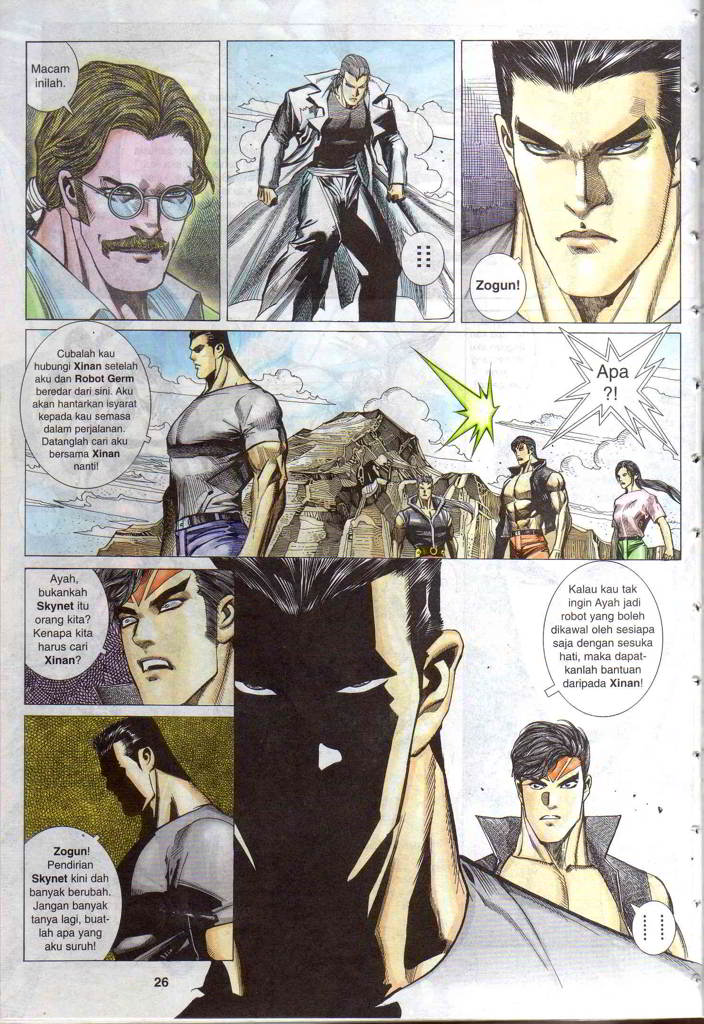 Macam
inilah.
⋮⋮
Zogun!
Cubalah kau
hubungi Xinan setelah
aku dan Robot Germ
beredar dari sini. Aku
akan hantarkan isyarat
kepada kau semasa
dalam perjalanan.
Datanglah cari aku
bersama Xinan
nanti!
Apa
?!
Ayah,
bukankah
Skynet itu
orang kita?
Kenapa kita
harus cari
Xinan?
Kalau kau tak
ingin Ayah jadi
robot yang boleh
dikawal oleh sesiapa
saja dengan sesuka
hati, maka dapat-
kanlah bantuan
daripada Xinan!
Zogun!
Pendirian
Skynet kini dah
banyak berubah.
Jangan banyak
tanya lagi, buat-
lah apa yang
aku suruh!
⋮⋮
26